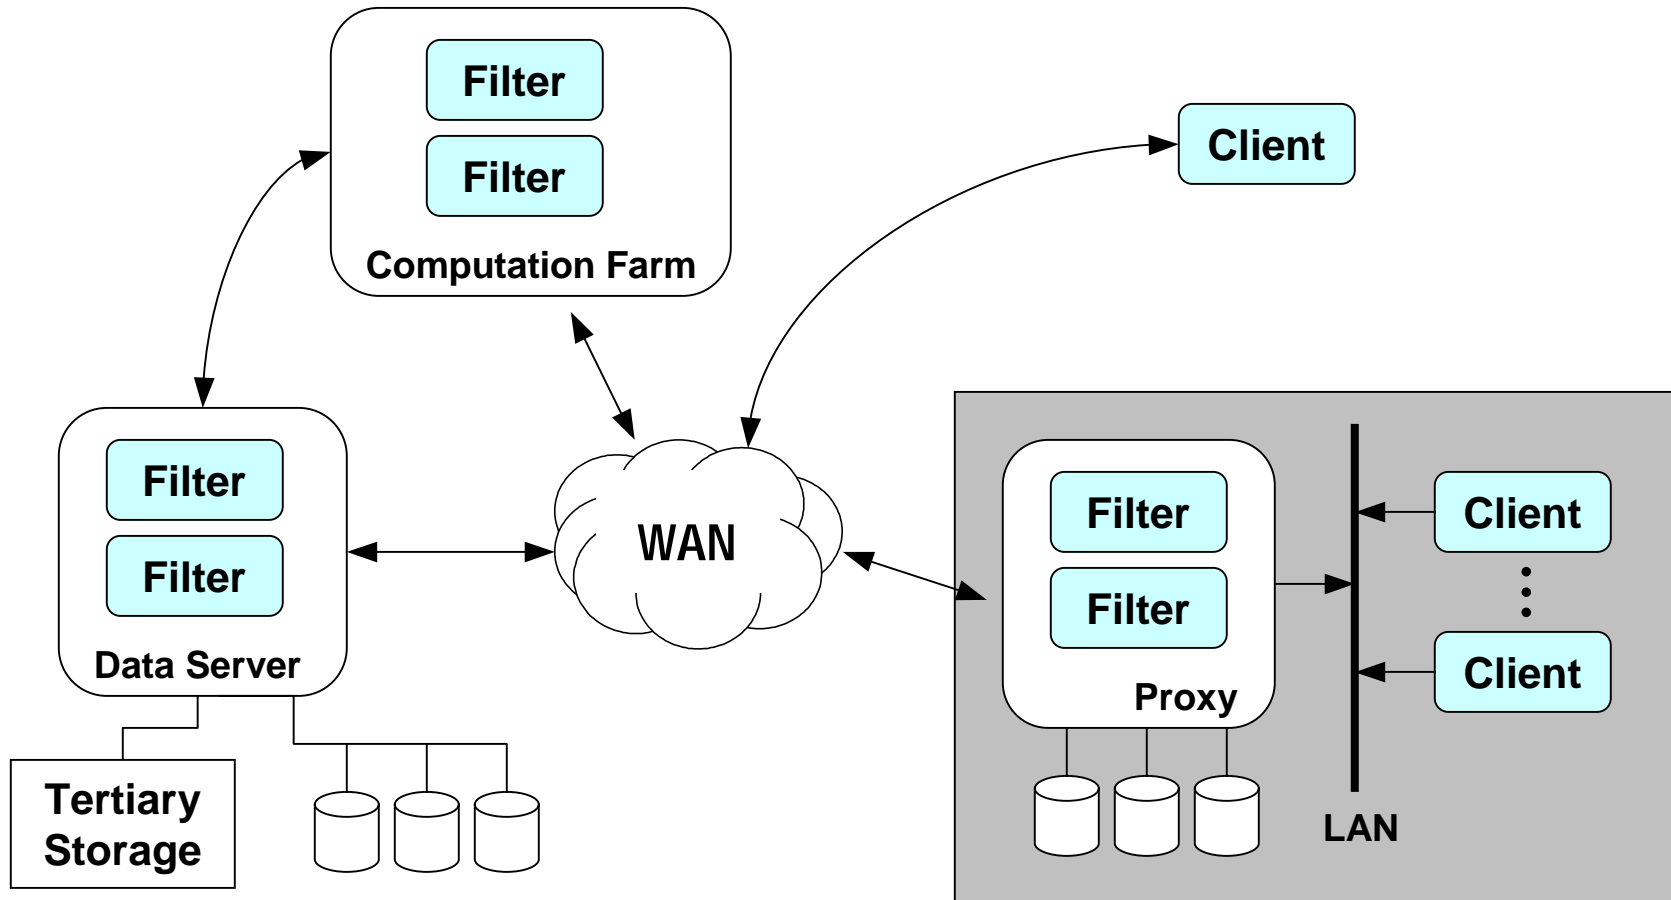 Filter
Filter
Computation Farm
Client
Filter
Filter
Data Server
Tertiary
Storage
WAN
Filter
Filter
Proxy
LAN
Client
Client